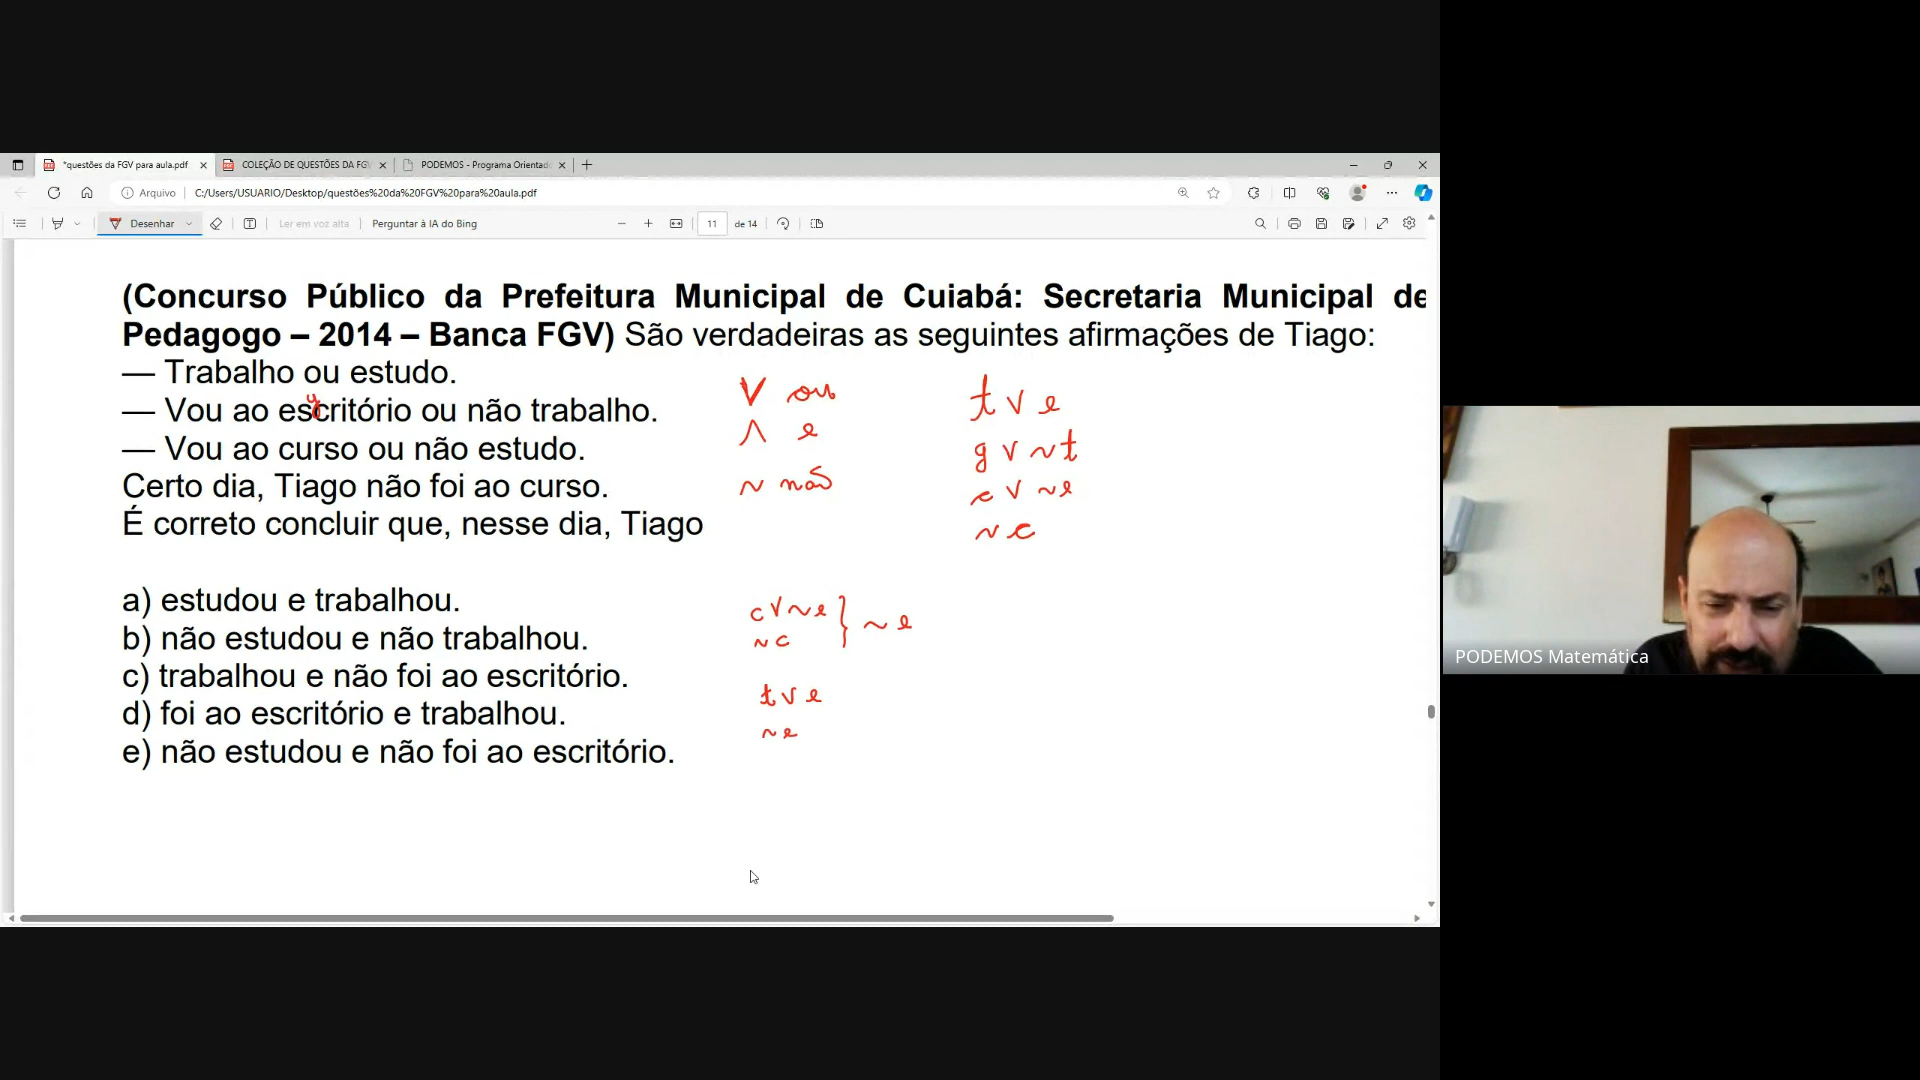 *questões da FGV para aula.pdf
COLEÇÃO DE QUESTÕES DA FGV
PODEMOS - Programa Orientad
Arquivo
C:/Users/USUARIO/Desktop/questões%20da%20FGV%20para%20aula.pdf
Desenhar
Ler em voz alta
Perguntar à IA do Bing
11
de 14
(Concurso Público da Prefeitura Municipal de Cuiabá: Secretaria Municipal de
Pedagogo – 2014 – Banca FGV) São verdadeiras as seguintes afirmações de Tiago:
— Trabalho ou estudo.
— Vou ao escritório ou não trabalho.
— Vou ao curso ou não estudo.
Certo dia, Tiago não foi ao curso.
É correto concluir que, nesse dia, Tiago
a) estudou e trabalhou.
b) não estudou e não trabalhou.
c) trabalhou e não foi ao escritório.
d) foi ao escritório e trabalhou.
e) não estudou e não foi ao escritório.
g
V ou
Λ e
~ não
t V e
g V ~t
c V ~e
~ c
c V ~e } ~ e
~ c
t V e
~ e
PODEMOS Matemática